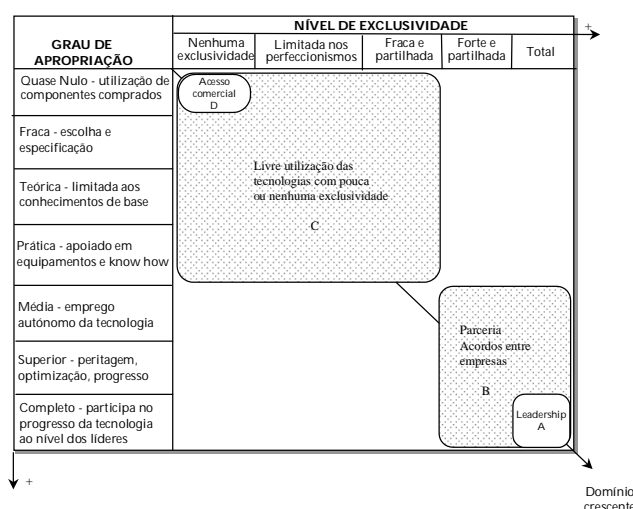 NÍVEL DE EXCLUSIVIDADE
+
GRAU DE
APROPRIAÇÃO
Nenhuma
exclusividade
Limitada nos
perfeccionismos
Fraca e
partilhada
Forte e
partilhada
Total
Quase Nulo - utilização de
componentes comprados
Acesso
comercial
D
Fraca - escolha e
especificação
Teórica - limitada aos
conhecimentos de base
Livre utilização das
tecnologias com pouca
ou nenhuma exclusividade
C
Prática - apoiado em
equipamentos e know how
Média - emprego
autónomo da tecnologia
Parceria
Acordos entre
empresas
B
Superior - peritagem,
optimização, progresso
Completo - participa no
progresso da tecnologia
ao nível dos líderes
Leadership
A
+
Domínio
crescente